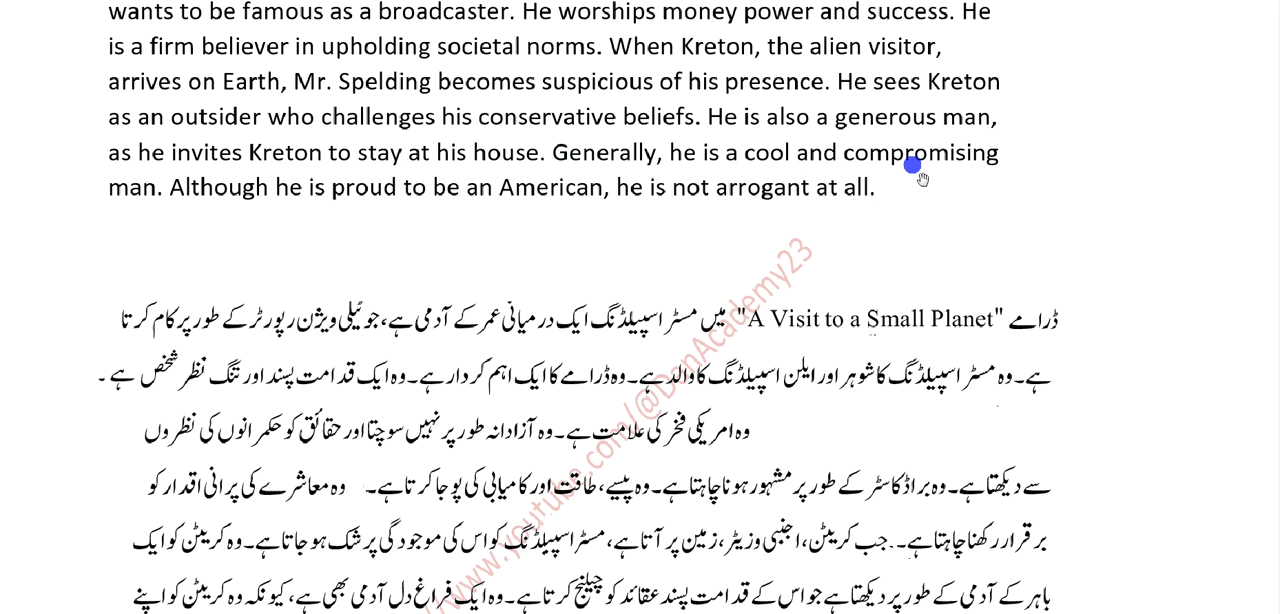 wants to be famous as a broadcaster. He worships money power and success. He
is a firm believer in upholding societal norms. When Kreton, the alien visitor,
arrives on Earth, Mr. Spelding becomes suspicious of his presence. He sees Kreton
as an outsider who challenges his conservative beliefs. He is also a generous man,
as he invites Kreton to stay at his house. Generally, he is a cool and compromising
man. Although he is proud to be an American, he is not arrogant at all.
ڈرامے "A Visit to a Small Planet" میں مسٹر اسپیلڈنگ ایک درمیانی عمر کے آدمی ہے، جو ٹیلی ویژن رپورٹر کے طور پر کام کرتا
ہے۔ وہ مسٹر اسپیلڈنگ کا شوہر اور ایلن اسپیلڈنگ کا والد ہے۔ وہ ڈرامے کا ایک اہم کردار ہے۔ وہ ایک قدامت پسند اور تنگ نظر شخص ہے۔
وہ امریکی فخر کی علامت ہے۔ وہ آزادانہ طور پر نہیں سوچتا اور حقائق کو حکمرانوں کی نظروں
سے دیکھتا ہے۔ وہ براڈکاسٹر کے طور پر مشہور ہونا چاہتا ہے۔ وہ پیسے، طاقت اور کامیابی کی پوجا کرتا ہے۔ وہ معاشرے کی پرانی اقدار کو
برقرار رکھنا چاہتا ہے۔. جب کریٹن، اجنبی وزیٹر، زمین پر آتا ہے، مسٹر اسپیلڈنگ کو اس کی موجودگی پر شک ہو جاتا ہے۔ وہ کریٹن کو ایک
باہر کے آدمی کے طور پر دیکھتا ہے جو اس کے قدامت پسند عقائد کو چیلنج کرتا ہے۔ وہ ایک فراغ دل آدمی بھی ہے، کیونکہ وہ کریٹن کو اپنے
www.youtube.com/@DanAcademy23